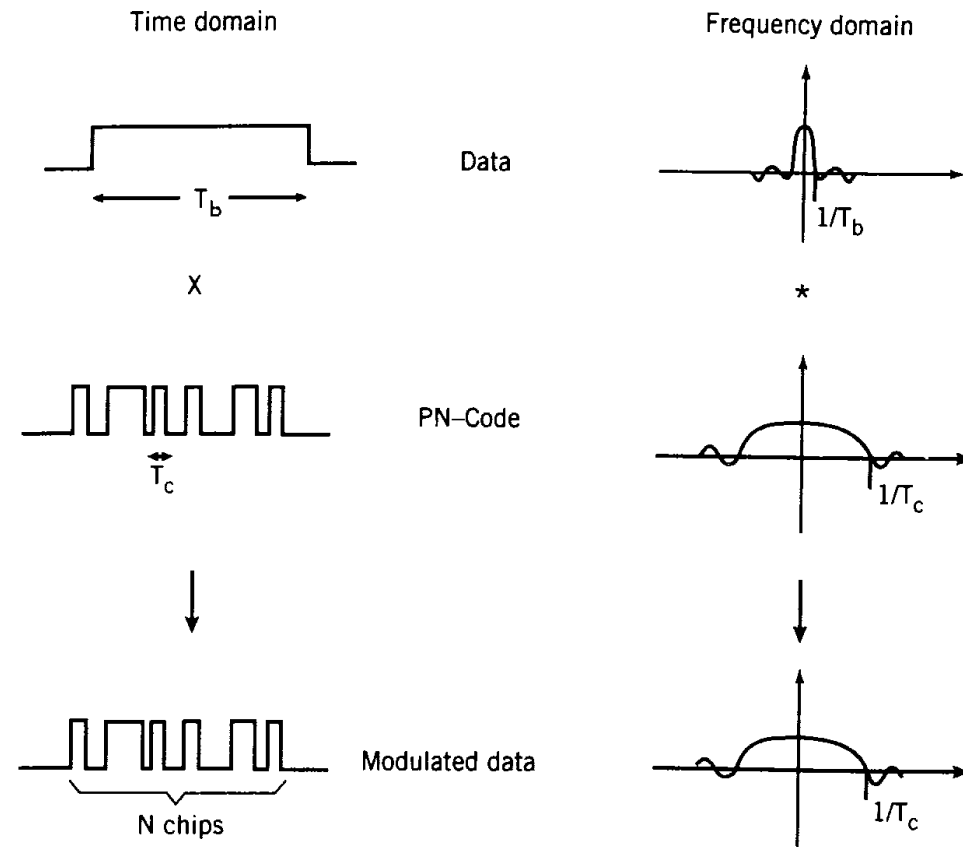 Time domain
Frequency domain
Data
T_b
1/T_b
X
*
PN–Code
T_c
1/T_c
Modulated data
N chips
1/T_c